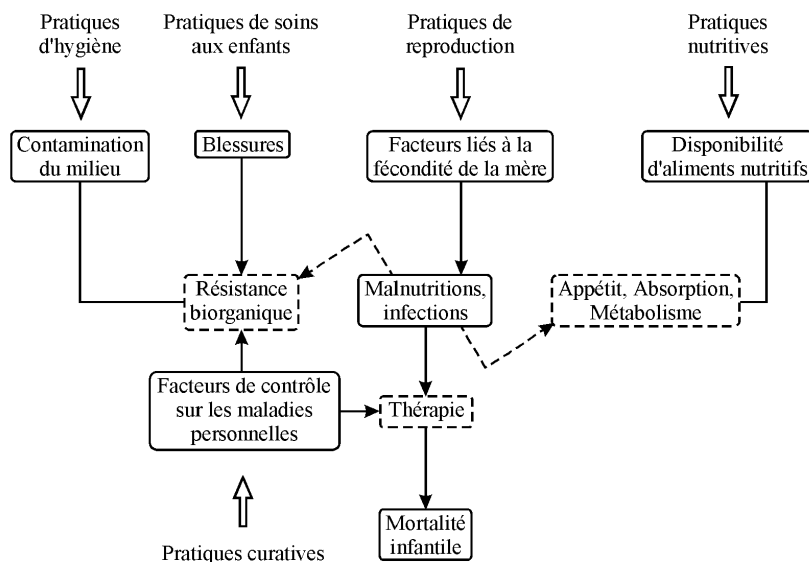 Pratiques
d'hygiène
Pratiques de soins
aux enfants
Pratiques de
reproduction
Pratiques
nutritives
Contamination
du milieu
Blessures
Facteurs liés à la
fécondité de la mère
Disponibilité
d'aliments nutritifs
Résistance
biorganique
Malnutritions,
infections
Appétit, Absorption,
Métabolisme
Facteurs de contrôle
sur les maladies
personnelles
Thérapie
Mortalité
infantile
Pratiques curatives